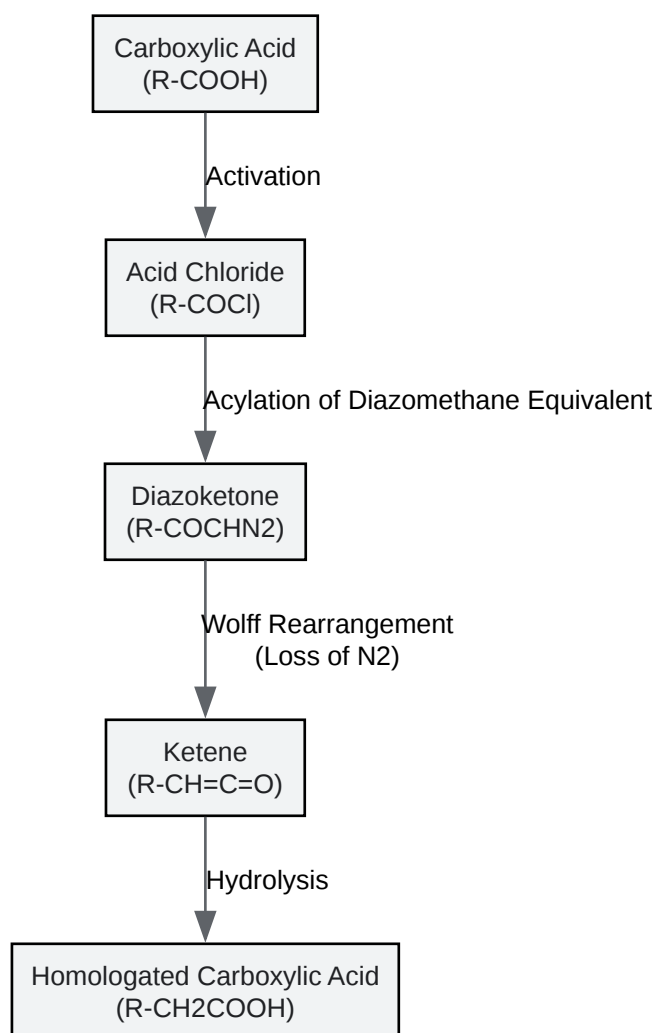 Carboxylic Acid
(R-COOH)
Activation
Acid Chloride
(R-COCl)
Acylation of Diazomethane Equivalent
Diazoketone
(R-COCHN2)
Wolff Rearrangement
(Loss of N2)
Ketene
(R-CH=C=O)
Hydrolysis
Homologated Carboxylic Acid
(R-CH2COOH)